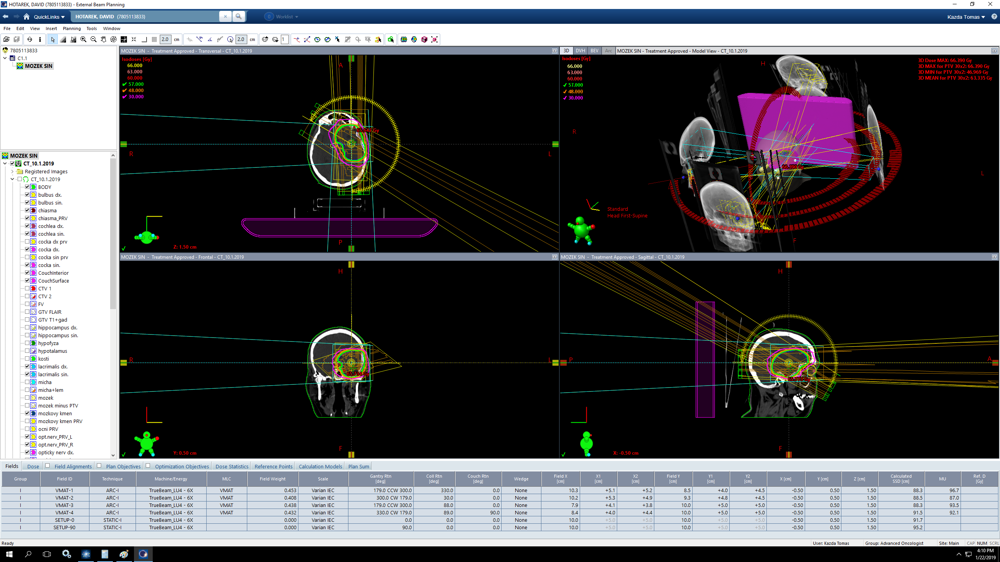 HOTAREK, DAVID (7805113833) - External Beam Planning
QuickLinks
HOTAREK, DAVID (7805113833)
0 Worklist
Kazda Tomas
File Edit View Insert Planning Tools Window
2.0 cm 2.0 cm 1
7805113833
C1.1
MOZEK SIN
MOZEK SIN
CT_10.1.2019
Registered Images
CT_10.1.2019
BODY
bulbus dx.
bulbus sin.
chiasma
chiasma_PRV
cochlea dx.
cochlea sin.
cocka dx prv
cocka dx.
cocka sin prv
cocka sin.
CouchInterior
CouchSurface
CTV 1
CTV 2
FV
GTV FLAIR
GTV T1+gad
hippocampus dx.
hippocampus sin.
hypofyza
hypotalamus
kosti
lacrimalis dx.
lacrimalis sin.
micha
micha+lem
mozek
mozek minus PTV
mozkovy kmen
mozkovy kmen PRV
ocni PRV
opt.nerv_PRV_L
opt.nerv_PRV_R
opticky nerv dx.
MOZEK SIN - Treatment Approved - Transversal - CT_10.1.2019
Isodoses [Gy]
66.000
63.000
60.000
57.000
48.000
30.000
A
R
L
P
65.642 Gy
Z: 1.50 cm
3D DVH BEV Arc MOZEK SIN - Treatment Approved - Model View - CT_10.1.2019
Isodoses [Gy]
66.000
63.000
60.000
57.000
48.000
30.000
3D Dose MAX: 66.390 Gy
3D MAX for PTV 30x2: 66.390 Gy
3D MIN for PTV 30x2: 46.969 Gy
3D MEAN for PTV 30x2: 63.335 Gy
H
R
L
F
66.390 Gy
Standard
Head First-Supine
MOZEK SIN - Treatment Approved - Frontal - CT_10.1.2019
H
R
L
F
65.734 Gy
Y: 0.50 cm
MOZEK SIN - Treatment Approved - Sagittal - CT_10.1.2019
H
P
A
F
65.773 Gy
X: -0.50 cm
Fields Dose Field Alignments Plan Objectives Optimization Objectives Dose Statistics Reference Points Calculation Models Plan Sum
Group Field ID Technique Machine/Energy MLC Field Weight Scale Gantry Rtn [deg] Coll Rtn [deg] Couch Rtn [deg] Wedge Field X [cm] X1 [cm] X2 [cm] Field Y [cm] Y1 [cm] Y2 [cm] X [cm] Y [cm] Z [cm] Calculated SSD [cm] MU Ref. D [Gy]
I VMAT-1 ARC-I TrueBeam_LU4 - 6X VMAT 0.453 Varian IEC 179.0 CCW 300.0 330.0 0.0 None 10.3 +5.1 +5.2 8.5 +4.0 +4.5 -0.50 0.50 1.50 88.3 96.7
I VMAT-2 ARC-I TrueBeam_LU4 - 6X VMAT 0.408 Varian IEC 300.0 CW 179.0 30.0 0.0 None 10.2 +5.3 +4.9 9.3 +4.8 +4.5 -0.50 0.50 1.50 88.5 87.0
I VMAT-3 ARC-I TrueBeam_LU4 - 6X VMAT 0.438 Varian IEC 179.0 CCW 300.0 88.0 0.0 None 7.9 +4.1 +3.8 10.0 +5.0 +5.0 -0.50 0.50 1.50 88.3 93.5
I VMAT-4 ARC-I TrueBeam_LU4 - 6X VMAT 0.432 Varian IEC 330.0 CW 179.0 89.0 90.0 None 8.4 +4.0 +4.4 10.0 +5.0 +5.0 -0.50 0.50 1.50 91.5 92.1
I SETUP-0 STATIC-I TrueBeam_LU4 - 6X 0.000 Varian IEC 0.0 0.0 0.0 None 10.0 +5.0 +5.0 10.0 +5.0 +5.0 -0.50 0.50 1.50 91.7
I SETUP-90 STATIC-I TrueBeam_LU4 - 6X 0.000 Varian IEC 90.0 0.0 0.0 None 10.0 +5.0 +5.0 10.0 +5.0 +5.0 -0.50 0.50 1.50 95.2
Ready User: Kazda Tomas Group: Advanced Oncologist Site: Main CAP NUM SCRL
4:10 PM
1/22/2019